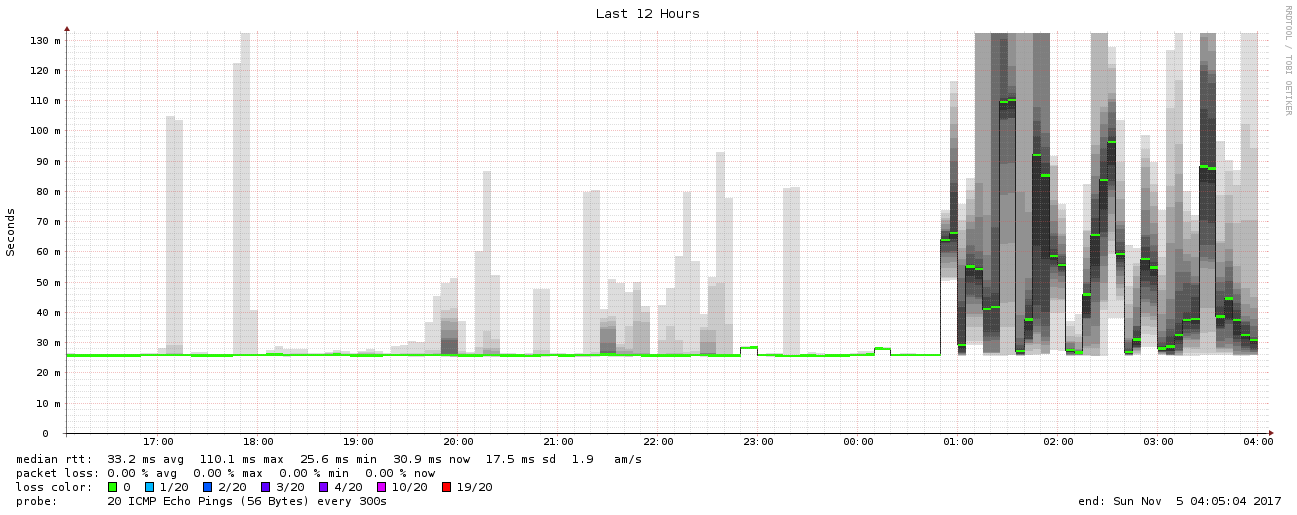 Last 12 Hours
RRDTOOL / TOBI OETIKER
Seconds
130 m
120 m
110 m
100 m
90 m
80 m
70 m
60 m
50 m
40 m
30 m
20 m
10 m
0
17:00 18:00 19:00 20:00 21:00 22:00 23:00 00:00 01:00 02:00 03:00 04:00
median rtt: 33.2 ms avg 110.1 ms max 25.6 ms min 30.9 ms now 17.5 ms sd 1.9 am/s
packet loss: 0.00 % avg 0.00 % max 0.00 % min 0.00 % now
loss color: 0 1/20 2/20 3/20 4/20 10/20 19/20
probe: 20 ICMP Echo Pings (56 Bytes) every 300s end: Sun Nov 5 04:05:04 2017